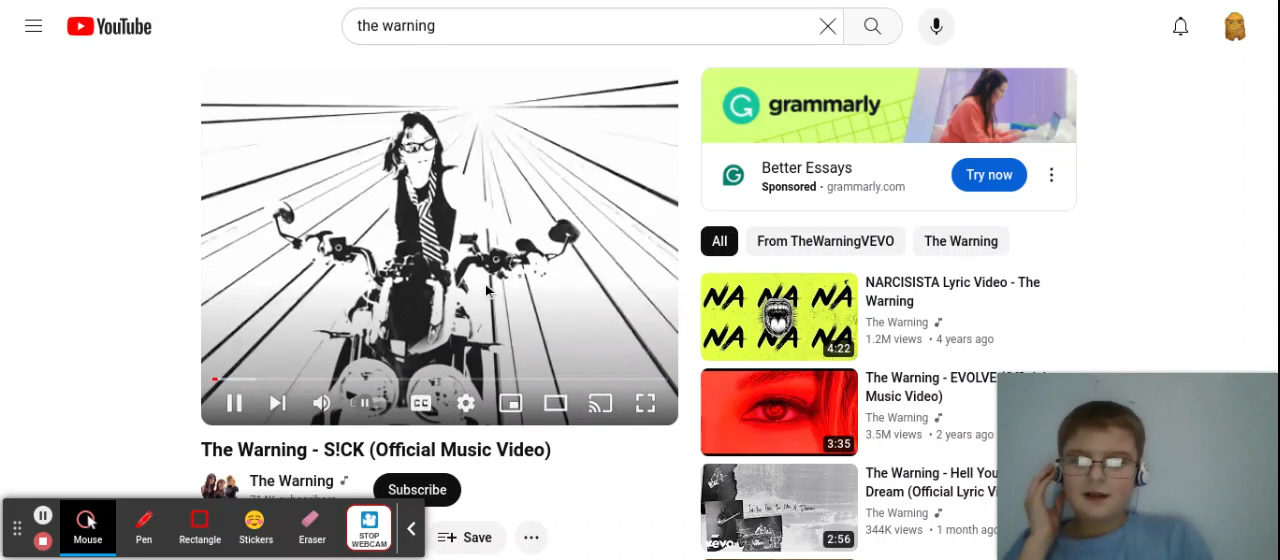 YouTube
the warning
grammarly
Better Essays
Sponsored · grammarly.com
Try now
All
From TheWarningVEVO
The Warning
NA NA NA
NA NA NA
4:22
NARCISISTA Lyric Video - The
Warning
The Warning
1.2M views • 4 years ago
3:35
The Warning - EVOLVE
Music Video)
The Warning
3.5M views • 2 years ago
CC
The Warning - S!CK (Official Music Video)
The Warning
Subscribe
vevo
2:56
The Warning - Hell You
Dream (Official Lyric Vi
The Warning
344K views • 1 month ago
Mouse
Pen
Rectangle
Stickers
Eraser
STOP
WEBCAM
Save